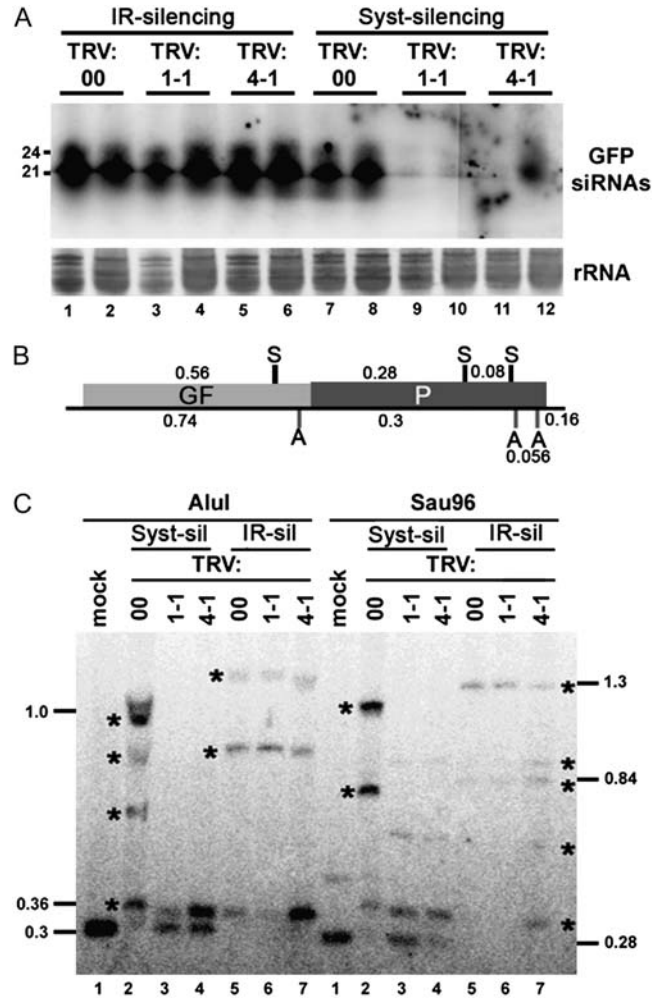 A
IR-silencing Syst-silencing
TRV: TRV: TRV: TRV: TRV: TRV:
00 1-1 4-1 00 1-1 4-1
24
21
GFP
siRNAs
rRNA
1 2 3 4 5 6 7 8 9 10 11 12
B
S S S
0.56 0.28 0.08
GF P
0.74 0.3 0.16
A A A
0.056
C
AluI Sau96
Syst-sil IR-sil Syst-sil IR-sil
TRV: TRV:
mock 00 1-1 4-1 00 1-1 4-1 mock 00 1-1 4-1 00 1-1 4-1
* * * * * * * * * * * * *
1.0
0.36
0.3
1.3
0.84
0.28
1 2 3 4 5 6 7 1 2 3 4 5 6 7